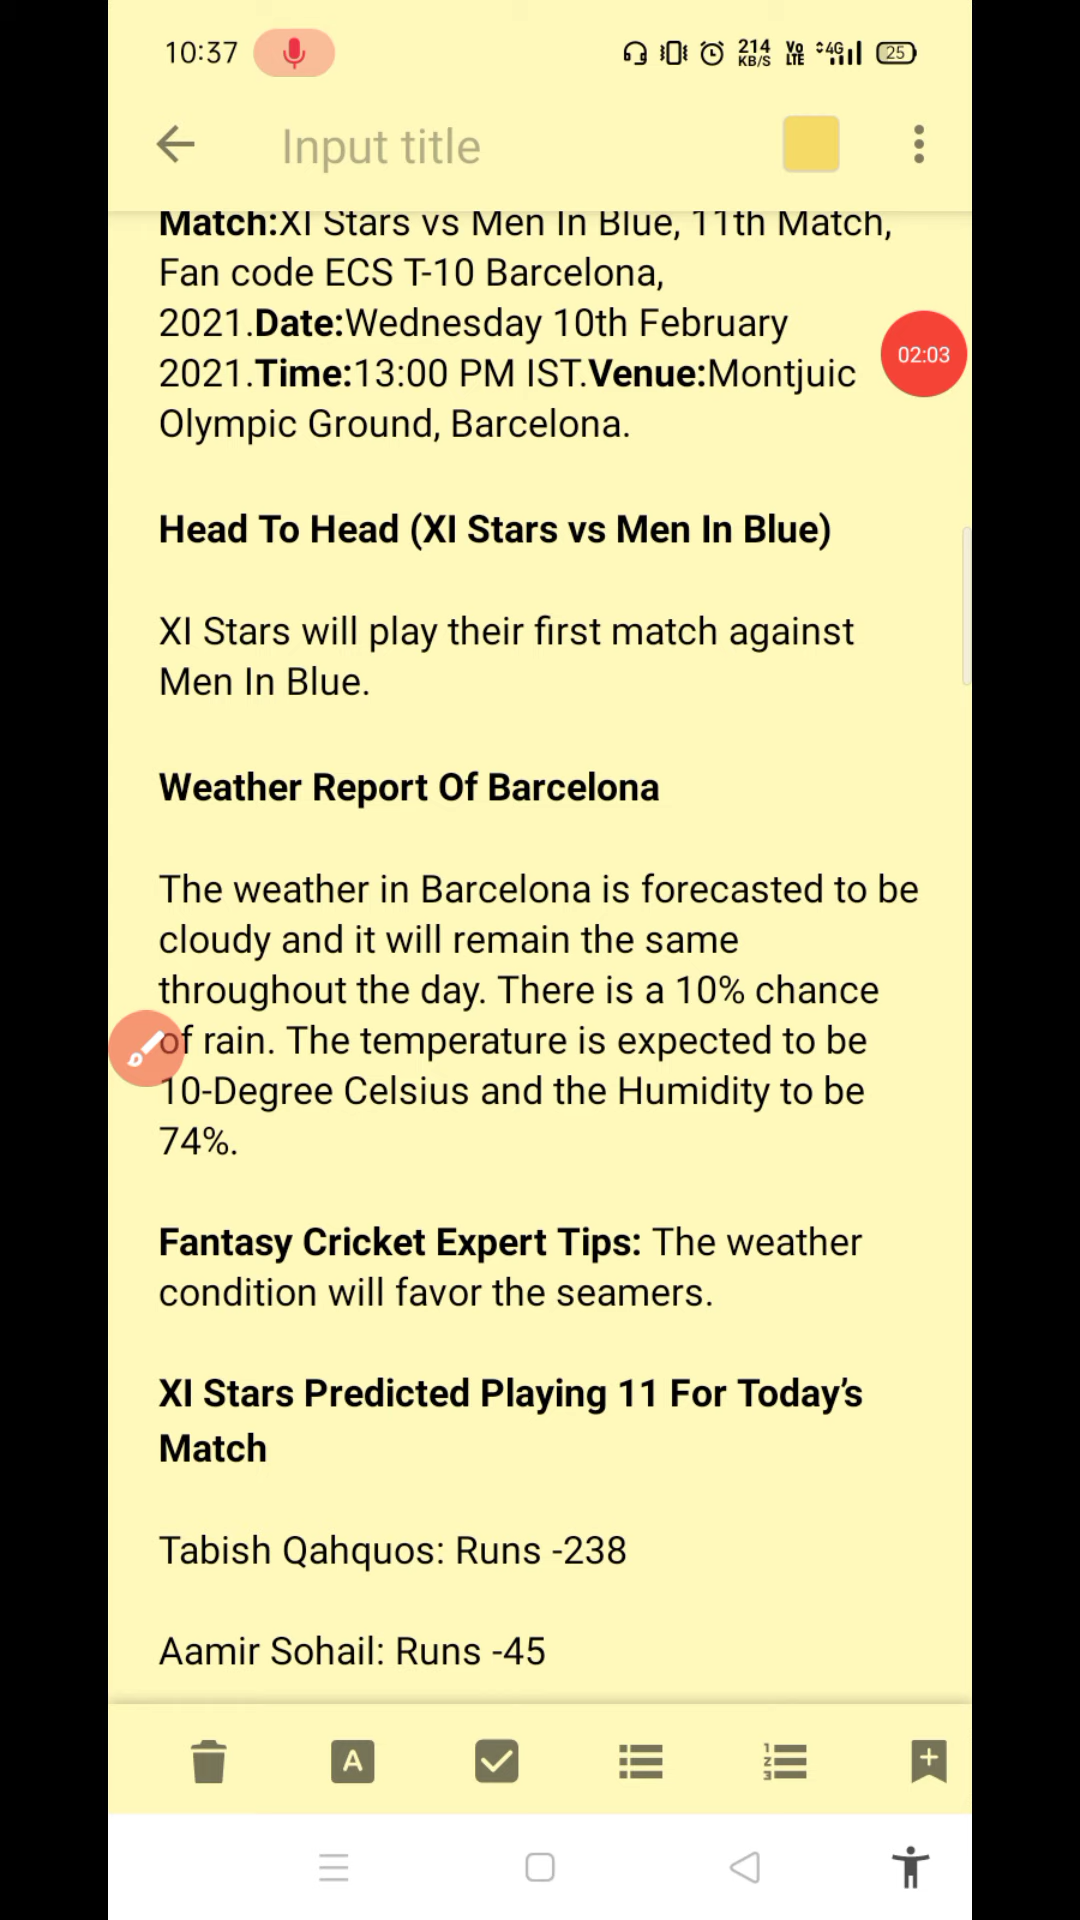 10:37
214
KB/S
Vo
LTE
4G
25
Input title
Match:XI Stars vs Men In Blue, 11th Match,
Fan code ECS T-10 Barcelona,
2021.Date:Wednesday 10th February
2021.Time:13:00 PM IST.Venue:Montjuic
Olympic Ground, Barcelona.
02:03
Head To Head (XI Stars vs Men In Blue)
XI Stars will play their first match against
Men In Blue.
Weather Report Of Barcelona
The weather in Barcelona is forecasted to be
cloudy and it will remain the same
throughout the day. There is a 10% chance
of rain. The temperature is expected to be
10-Degree Celsius and the Humidity to be
74%.
Fantasy Cricket Expert Tips: The weather
condition will favor the seamers.
XI Stars Predicted Playing 11 For Today’s
Match
Tabish Qahquos: Runs -238
Aamir Sohail: Runs -45
A